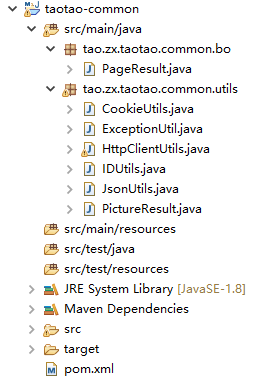 taotao-common
src/main/java
tao.zx.taotao.common.bo
PageResult.java
tao.zx.taotao.common.utils
CookieUtils.java
ExceptionUtil.java
HttpClientUtils.java
IDUtils.java
JsonUtils.java
PictureResult.java
src/main/resources
src/test/java
src/test/resources
JRE System Library [JavaSE-1.8]
Maven Dependencies
src
target
pom.xml